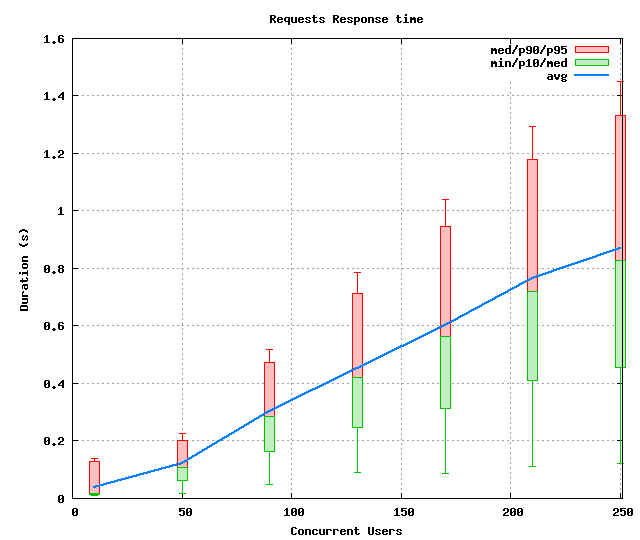 Requests Response time
1.6
1.4
1.2
1
0.8
0.6
0.4
0.2
0
Duration (s)
med/p90/p95
min/p10/med
avg
0 50 100 150 200 250
Concurrent Users